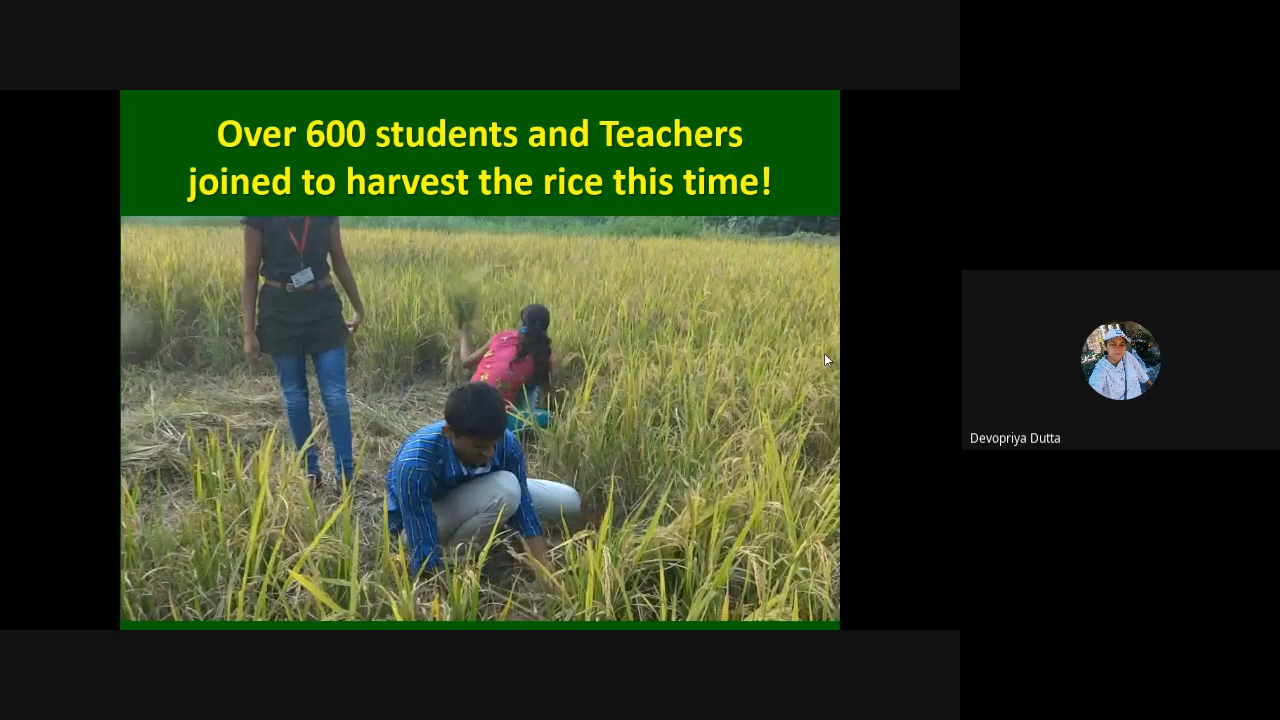 Over 600 students and Teachers
joined to harvest the rice this time!
Devopriya Dutta